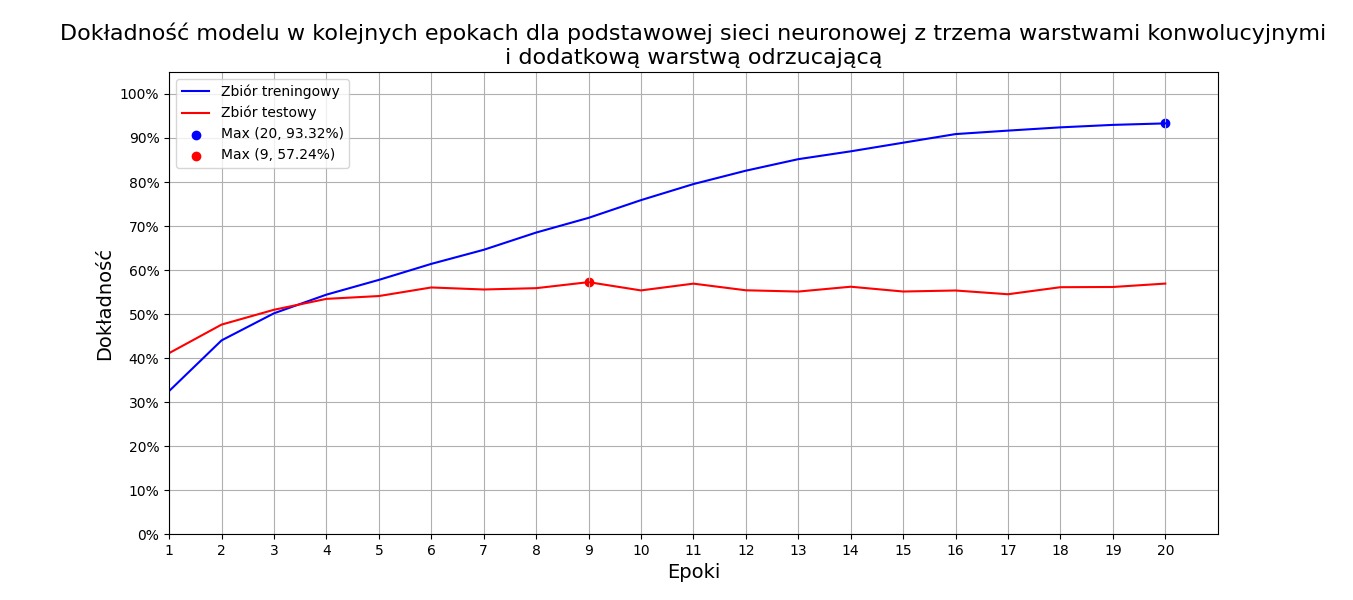 Dokładność modelu w kolejnych epokach dla podstawowej sieci neuronowej z trzema warstwami konwolucyjnymi
i dodatkową warstwą odrzucającą
Zbiór treningowy
Zbiór testowy
Max (20, 93.32%)
Max (9, 57.24%)
100%
90%
80%
70%
60%
50%
40%
30%
20%
10%
0%
Dokładność
1 2 3 4 5 6 7 8 9 10 11 12 13 14 15 16 17 18 19 20
Epoki